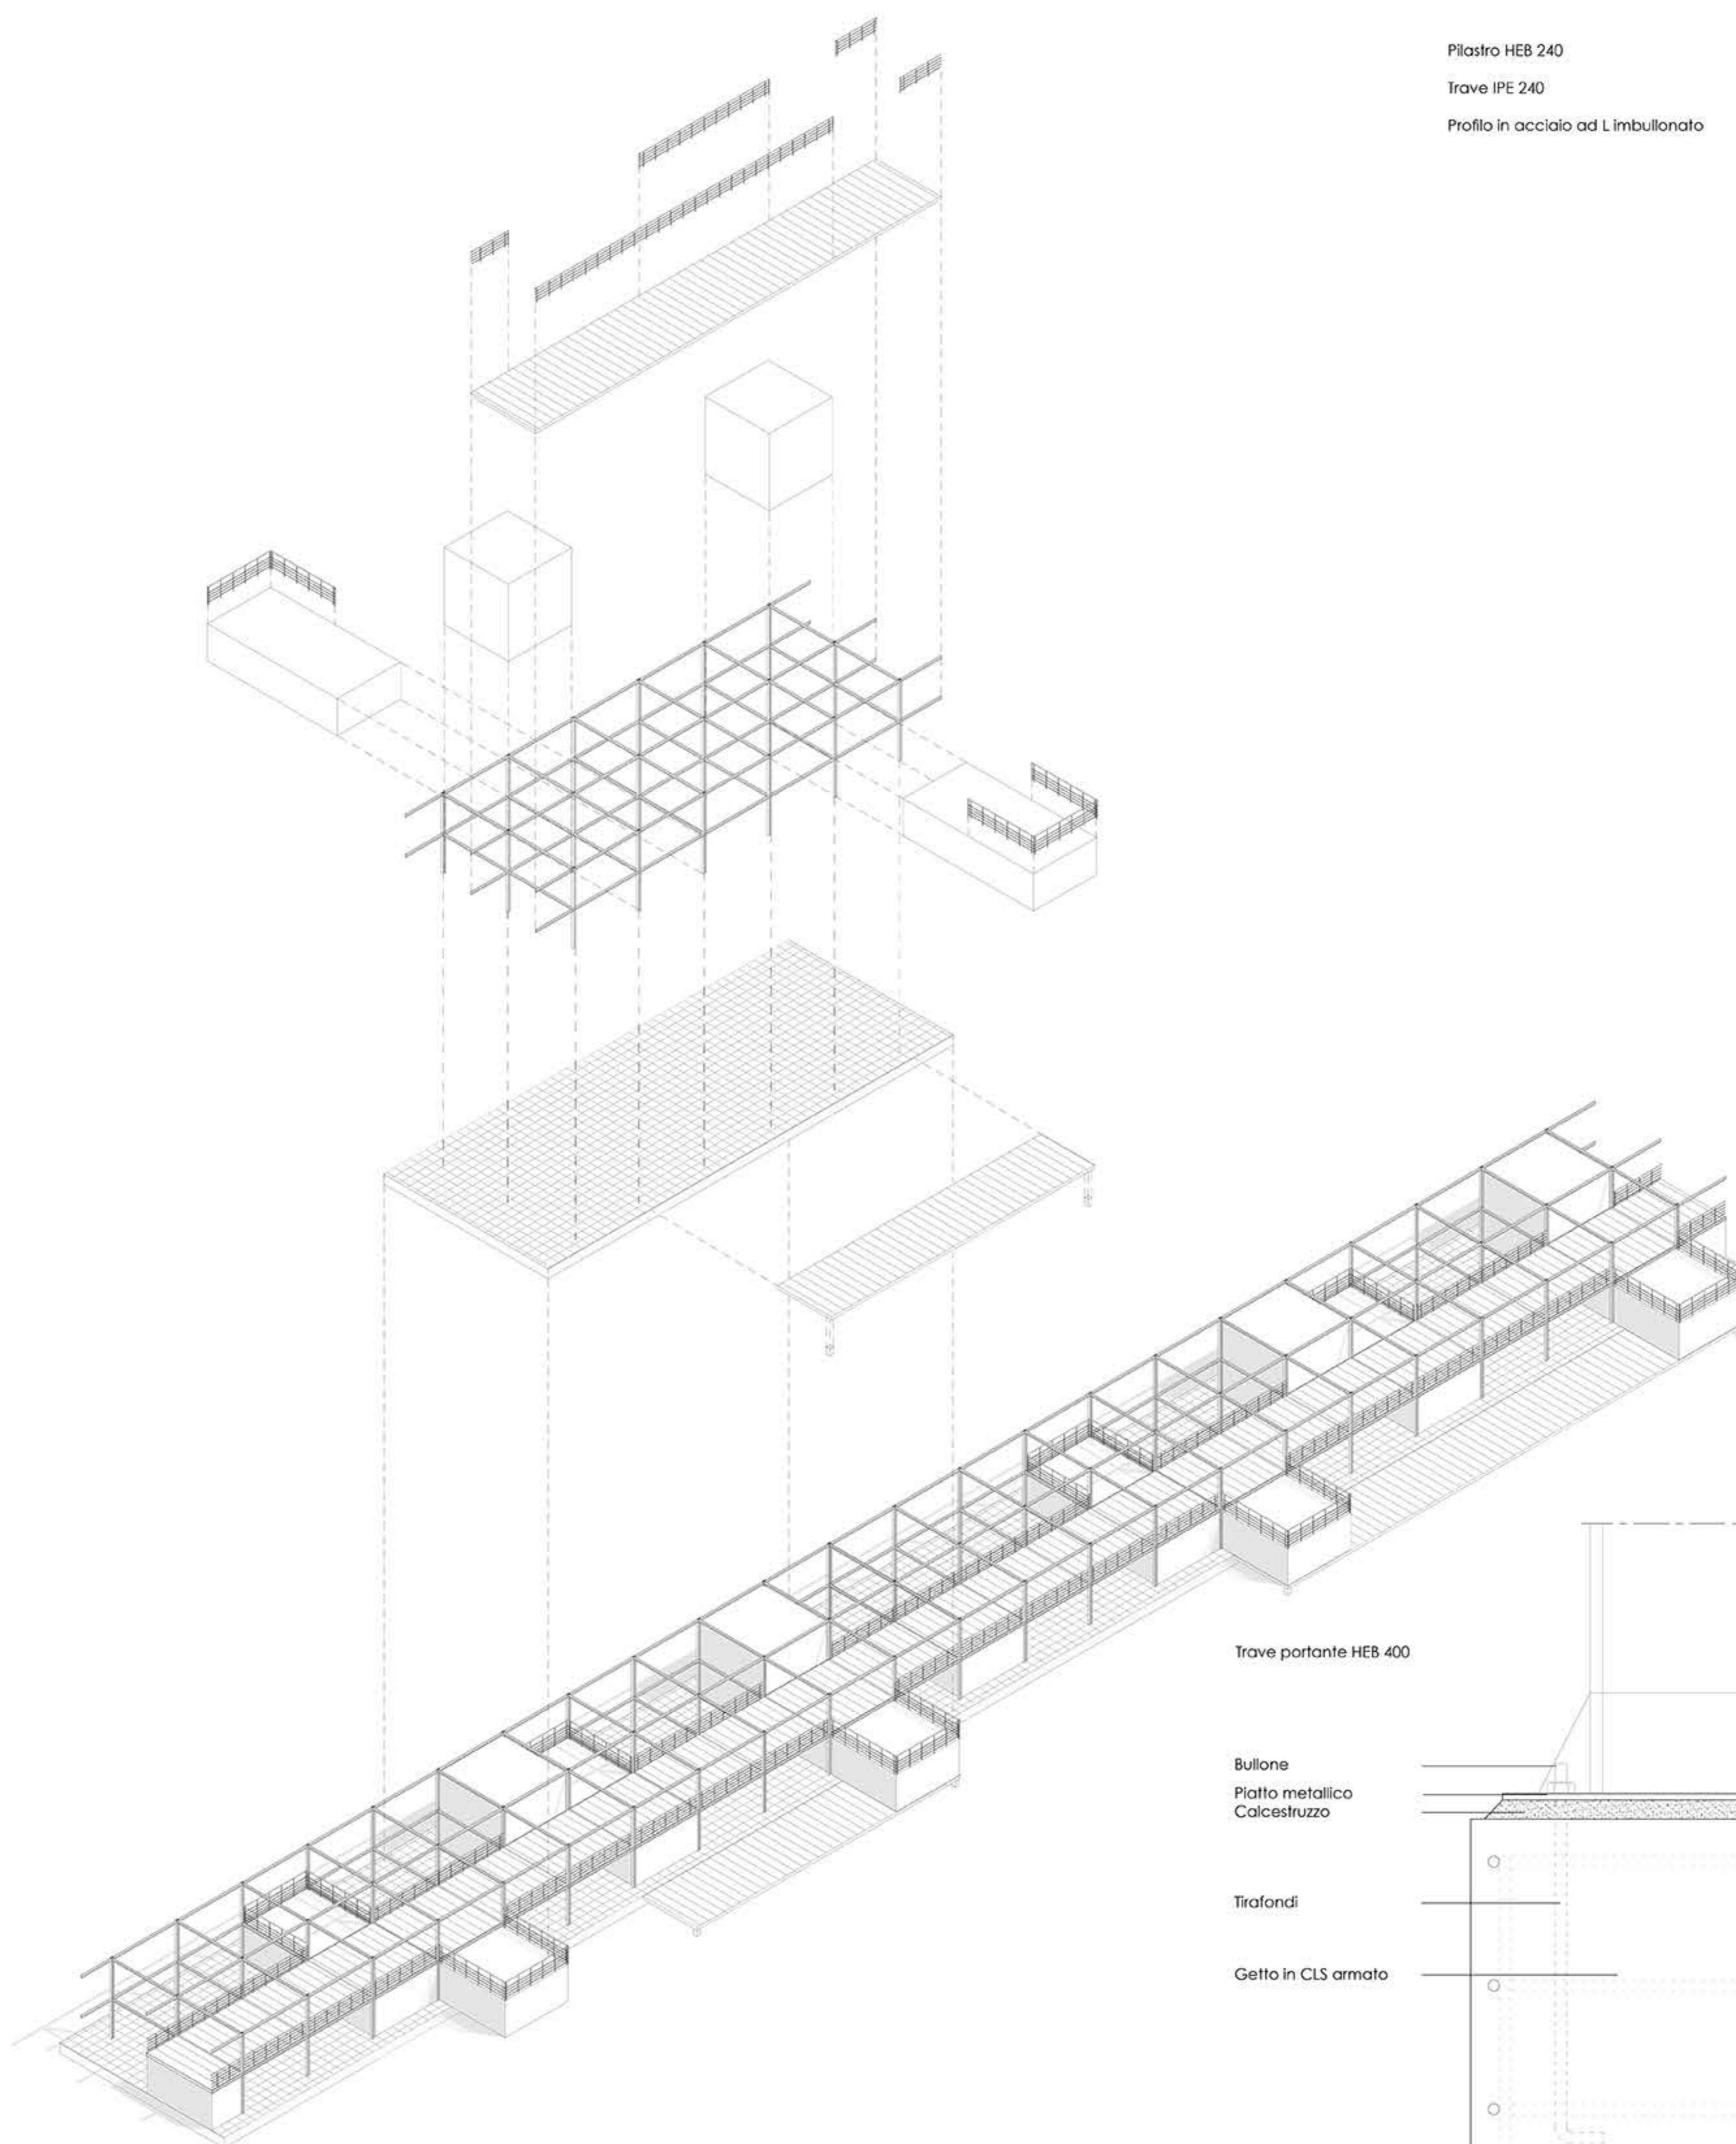 Pilastro HEB 240
Trave IPE 240
Profilo in acciaio ad L imbullonato
Trave portante HEB 400
Bullone
Piatto metallico
Calcestruzzo
Tirafondi
Getto in CLS armato